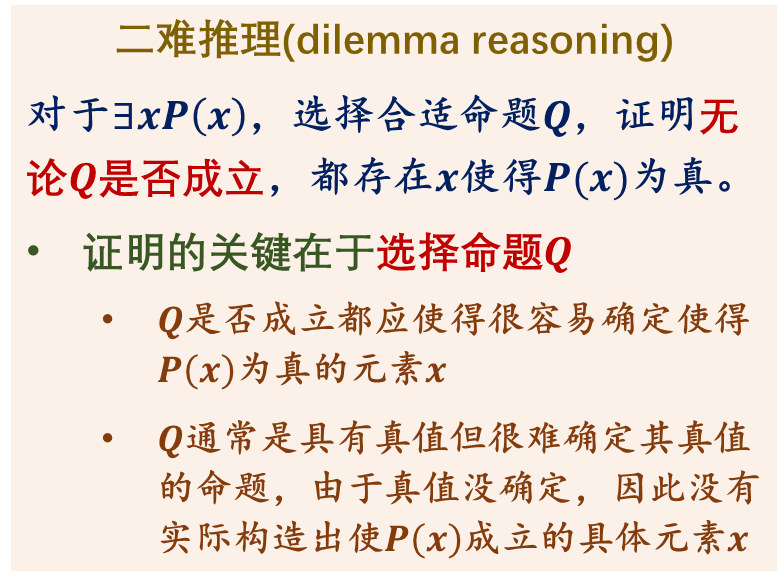 二难推理(dilemma reasoning)
对于∃xP(x)，选择合适命题Q，证明无
论Q是否成立，都存在x使得P(x)为真。
• 证明的关键在于选择命题Q
• Q是否成立都应使得很容易确定使得
P(x)为真的元素x
• Q通常是具有真值但很难确定其真值
的命题，由于真值没确定，因此没有
实际构造出使P(x)成立的具体元素x